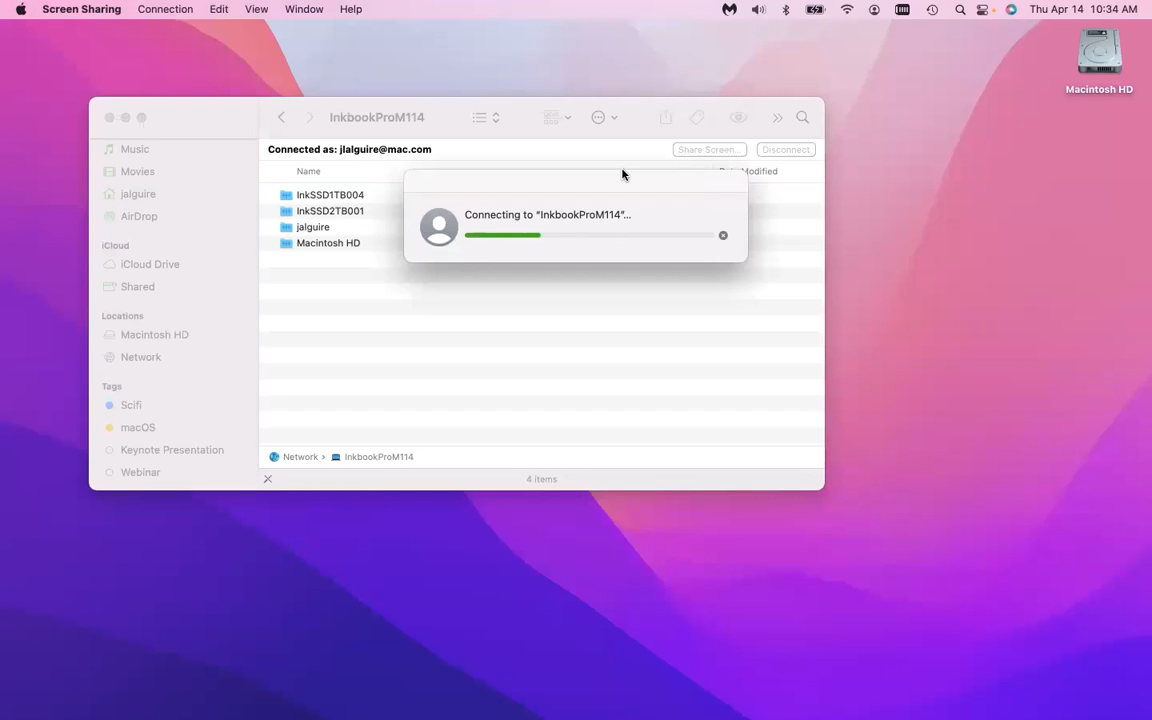 Screen Sharing Connection Edit View Window Help Thu Apr 14 10:34 AM
Macintosh HD
InkbookProM114
Connected as: jlalguire@mac.com Share Screen... Disconnect
Name
Modified
Music
Movies
jalguire
AirDrop
iCloud
iCloud Drive
Shared
Locations
Macintosh HD
Network
Tags
Scifi
macOS
Keynote Presentation
Webinar
InkSSD1TB004
InkSSD2TB001
jalguire
Macintosh HD
Connecting to “InkbookProM114”...
Network › InkbookProM114
4 items